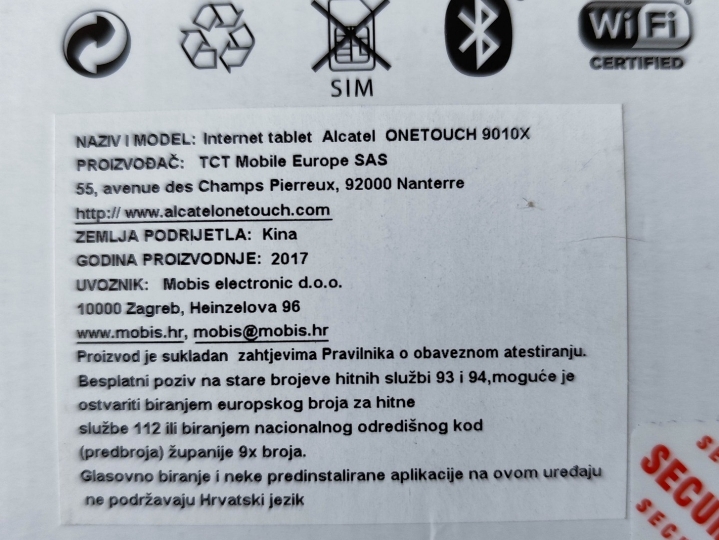 Wi Fi
CERTIFIED
SIM
NAZIV I MODEL: Internet tablet Alcatel ONETOUCH 9010X
PROIZVOĐAČ: TCT Mobile Europe SAS
55, avenue des Champs Pierreux, 92000 Nanterre
http:// www.alcatelonetouch.com
ZEMLJA PODRIJETLA: Kina
GODINA PROIZVODNJE: 2017
UVOZNIK: Mobis electronic d.o.o.
10000 Zagreb, Heinzelova 96
www.mobis.hr, mobis@mobis.hr
Proizvod je sukladan zahtjevima Pravilnika o obaveznom atestiranju.
Besplatni poziv na stare brojeve hitnih službi 93 i 94,moguće je
ostvariti biranjem europskog broja za hitne
službe 112 ili biranjem nacionalnog odredišnog kod
(predbroja) županije 9x broja.
Glasovno biranje i neke predinstalirane aplikacije na ovom uređaju
ne podržavaju Hrvatski jezik